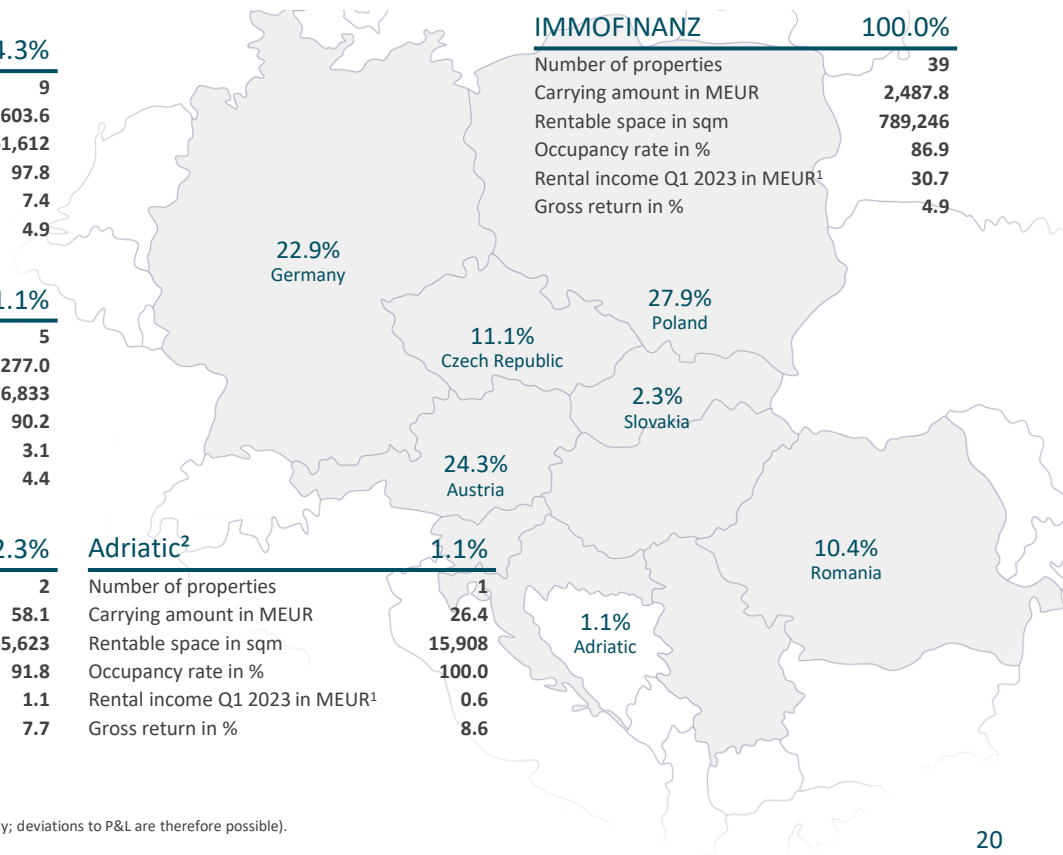 4.3%
9
603.6
1,612
97.8
7.4
4.9
1.1%
5
277.0
6,833
90.2
3.1
4.4
2.3%
2
58.1
5,623
91.8
1.1
7.7
Adriatic² 1.1%
Number of properties 1
Carrying amount in MEUR 26.4
Rentable space in sqm 15,908
Occupancy rate in % 100.0
Rental income Q1 2023 in MEUR¹ 0.6
Gross return in % 8.6
IMMOFINANZ 100.0%
Number of properties 39
Carrying amount in MEUR 2,487.8
Rentable space in sqm 789,246
Occupancy rate in % 86.9
Rental income Q1 2023 in MEUR¹ 30.7
Gross return in % 4.9
22.9%
Germany
27.9%
Poland
11.1%
Czech Republic
2.3%
Slovakia
24.3%
Austria
10.4%
Romania
1.1%
Adriatic
y; deviations to P&L are therefore possible).
20